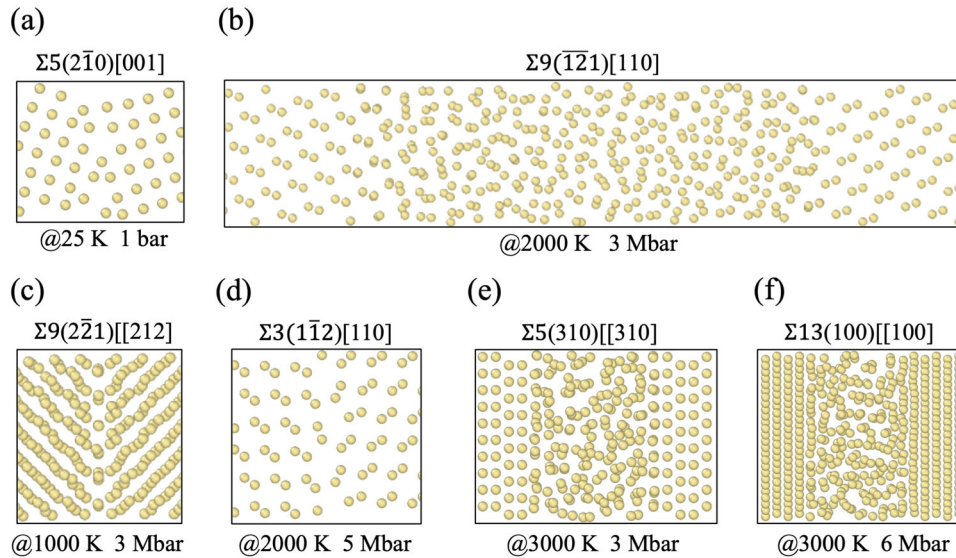 (a)
Σ5(21̅0)[001]
@25 K 1 bar
(b)
Σ9(1̅2̅1)[110]
@2000 K 3 Mbar
(c)
Σ9(22̅1)[[212]
@1000 K 3 Mbar
(d)
Σ3(11̅2)[110]
@2000 K 5 Mbar
(e)
Σ5(310)[[310]
@3000 K 3 Mbar
(f)
Σ13(100)[[100]
@3000 K 6 Mbar